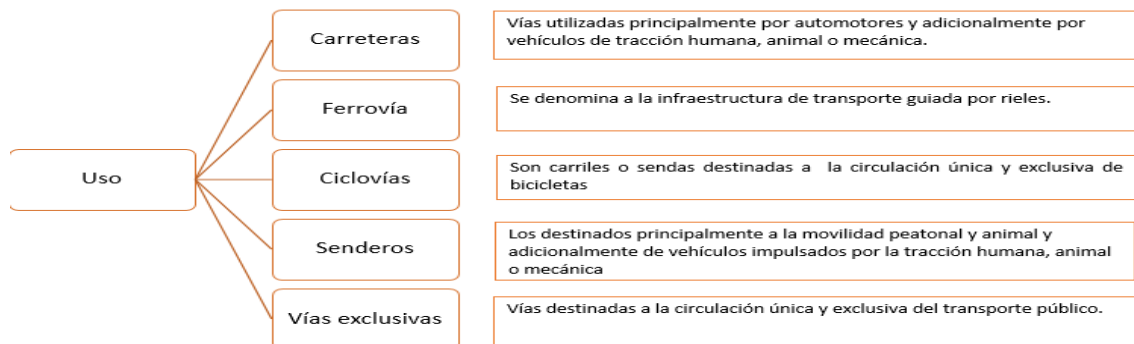 Uso
Carreteras
Vías utilizadas principalmente por automotores y adicionalmente por
vehículos de tracción humana, animal o mecánica.
Ferrovía
Se denomina a la infraestructura de transporte guiada por rieles.
Ciclovías
Son carriles o sendas destinadas a la circulación única y exclusiva de
bicicletas
Senderos
Los destinados principalmente a la movilidad peatonal y animal y
adicionalmente de vehículos impulsados por la tracción humana, animal
o mecánica
Vías exclusivas
Vías destinadas a la circulación única y exclusiva del transporte público.